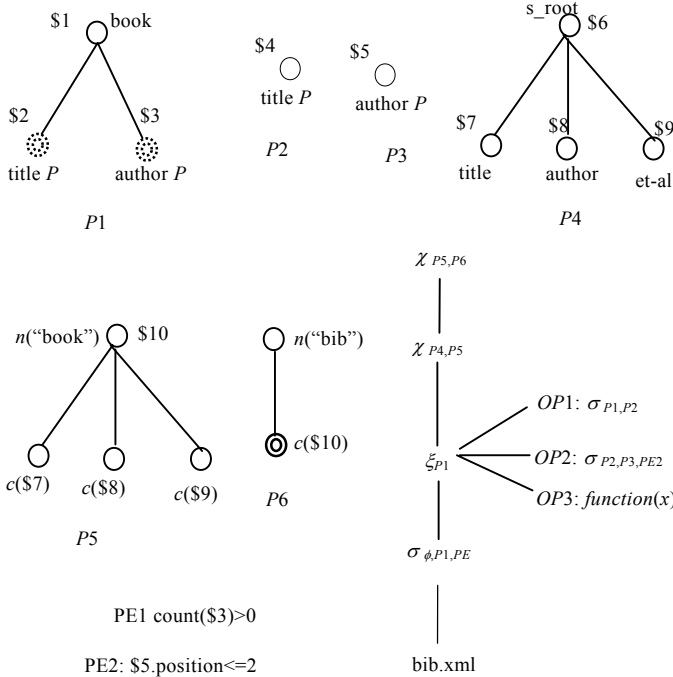 $1 book
$2
$3
title P
author P
P1
$4
title P
P2
$5
author P
P3
s_root
$6
$7
$8
$9
title
author
et-al
P4
n(“book”) $10
c($7)
c($8)
c($9)
P5
n(“bib”)
c($10)
P6
χ P5,P6
χ P4,P5
ξP1
OP1: σ P1,P2
OP2: σ P2,P3,PE2
OP3: function(x)
σ ϕ,P1,PE
bib.xml
PE1 count($3)>0
PE2: $5.position<=2